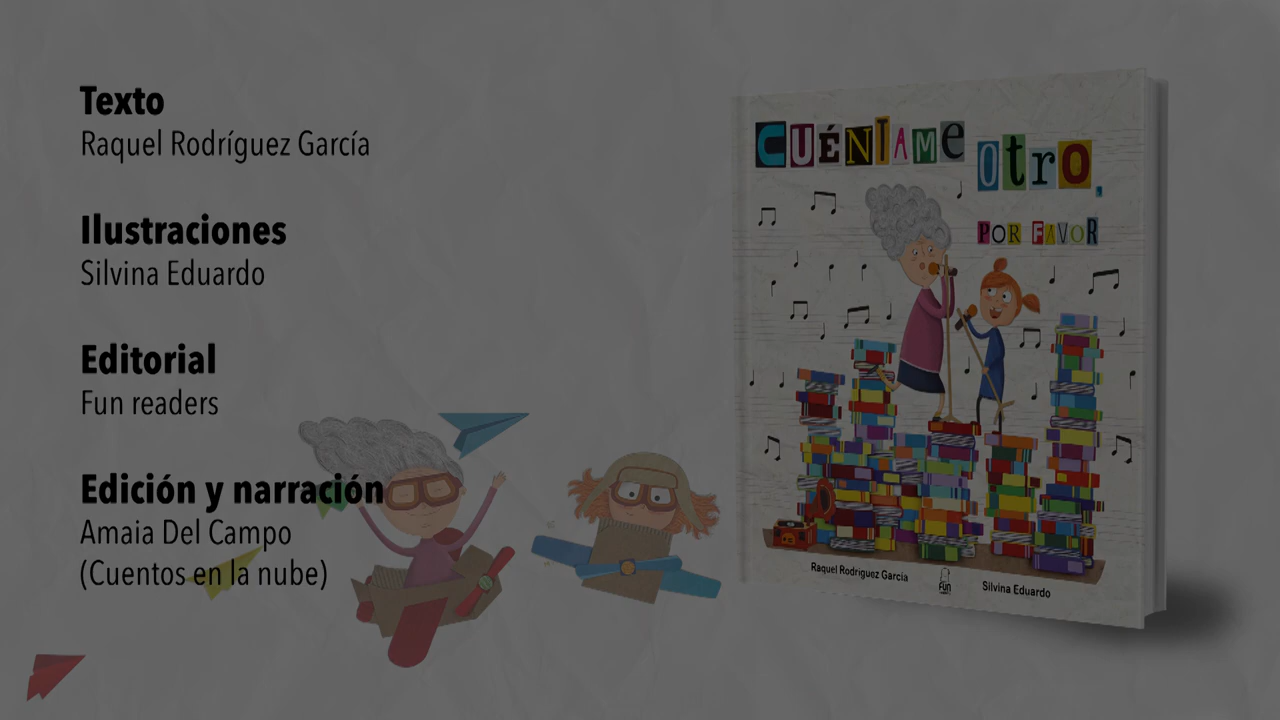 Texto
Raquel Rodríguez García
Ilustraciones
Silvina Eduardo
Editorial
Fun readers
Edición y narración
Amaia Del Campo
(Cuentos en la nube)
CUÉNTAME
otro,
POR FAVOR
Raquel Rodríguez García
FUN
Silvina Eduardo